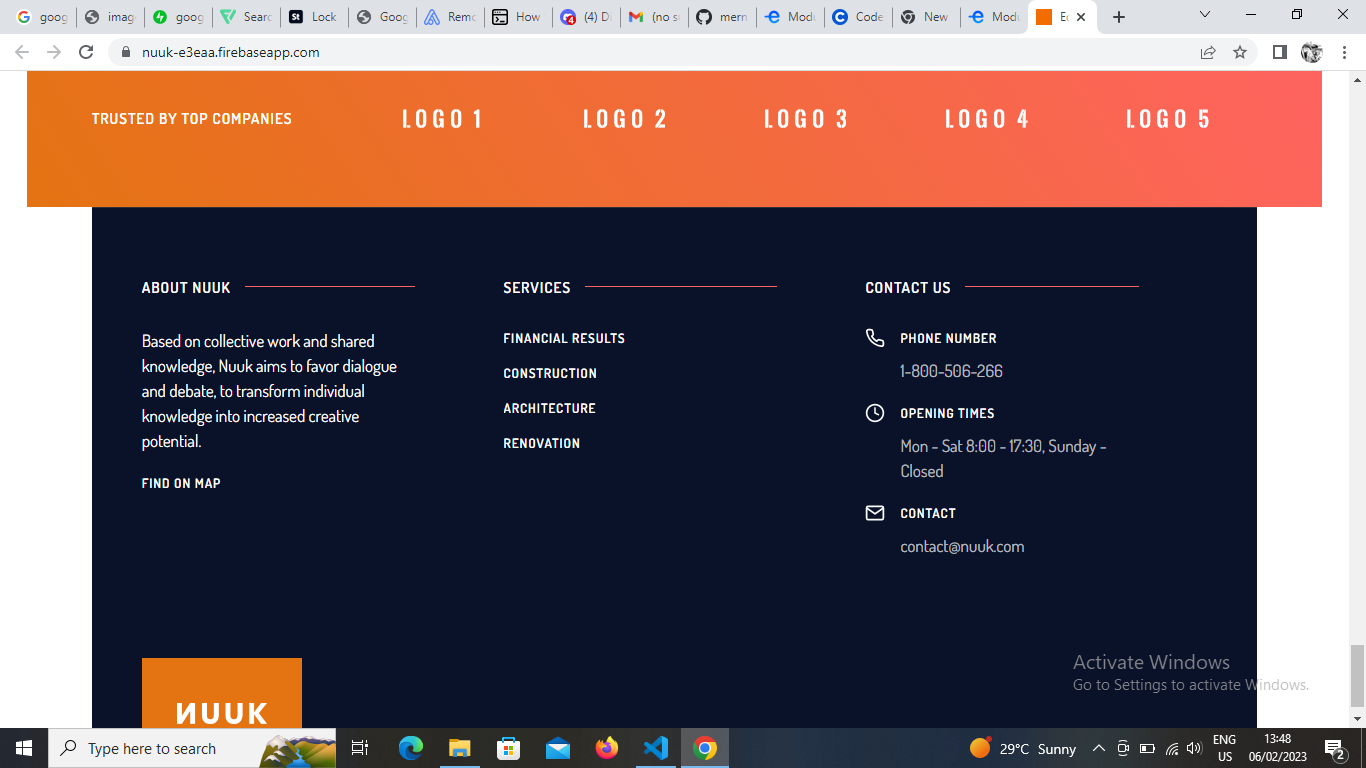 goog
imag
goog
Searc
Lock
Goog
Remo
How
(4) Di
(no su
mern
Modu
Code
New
Modu
Ec
nuuk-e3eaa.firebaseapp.com
TRUSTED BY TOP COMPANIES
LOGO 1
LOGO 2
LOGO 3
LOGO 4
LOGO 5
ABOUT NUUK
Based on collective work and shared
knowledge, Nuuk aims to favor dialogue
and debate, to transform individual
knowledge into increased creative
potential.
FIND ON MAP
SERVICES
FINANCIAL RESULTS
CONSTRUCTION
ARCHITECTURE
RENOVATION
CONTACT US
PHONE NUMBER
1-800-506-266
OPENING TIMES
Mon - Sat 8:00 - 17:30, Sunday -
Closed
CONTACT
contact@nuuk.com
NUUK
Activate Windows
Go to Settings to activate Windows.
Type here to search
29°C Sunny
ENG
US
13:48
06/02/2023
2